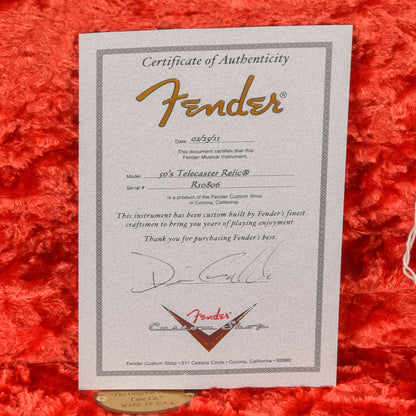 Certificate of Authenticity
Fender®
Date 02/25/11
This document certifies that this
Fender Musical Instrument,
Model 50's Telecaster Relic®
Serial # R10806
is a product of the Fender Custom Shop
in Corona, California.
This instrument has been custom built by Fender's finest
craftsmen to bring you years of playing enjoyment
Thank you for purchasing Fender's best.
Fender
Custom Shop
Fender Custom Shop • 311 Cessna Circle • Corona, California • 92880
"The Original
Case Co."
MADE IN U.S.A.